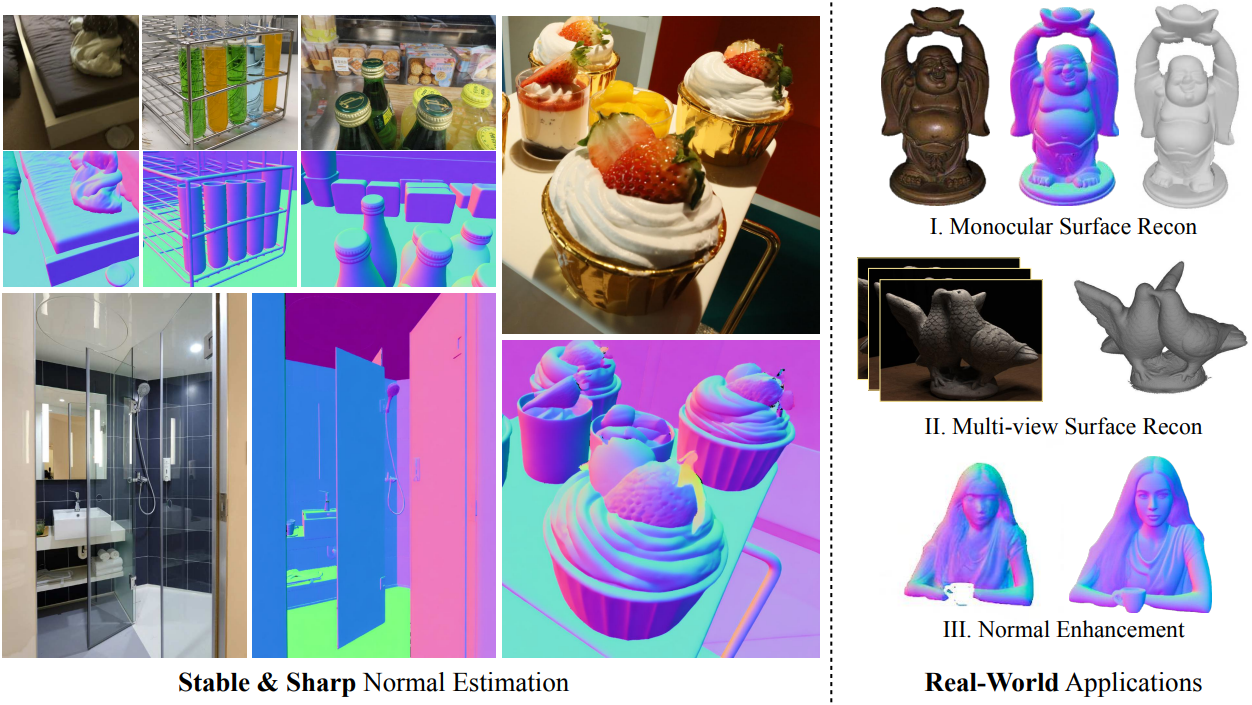 I. Monocular Surface Recon
II. Multi-view Surface Recon
III. Normal Enhancement
Stable & Sharp Normal Estimation
Real-World Applications